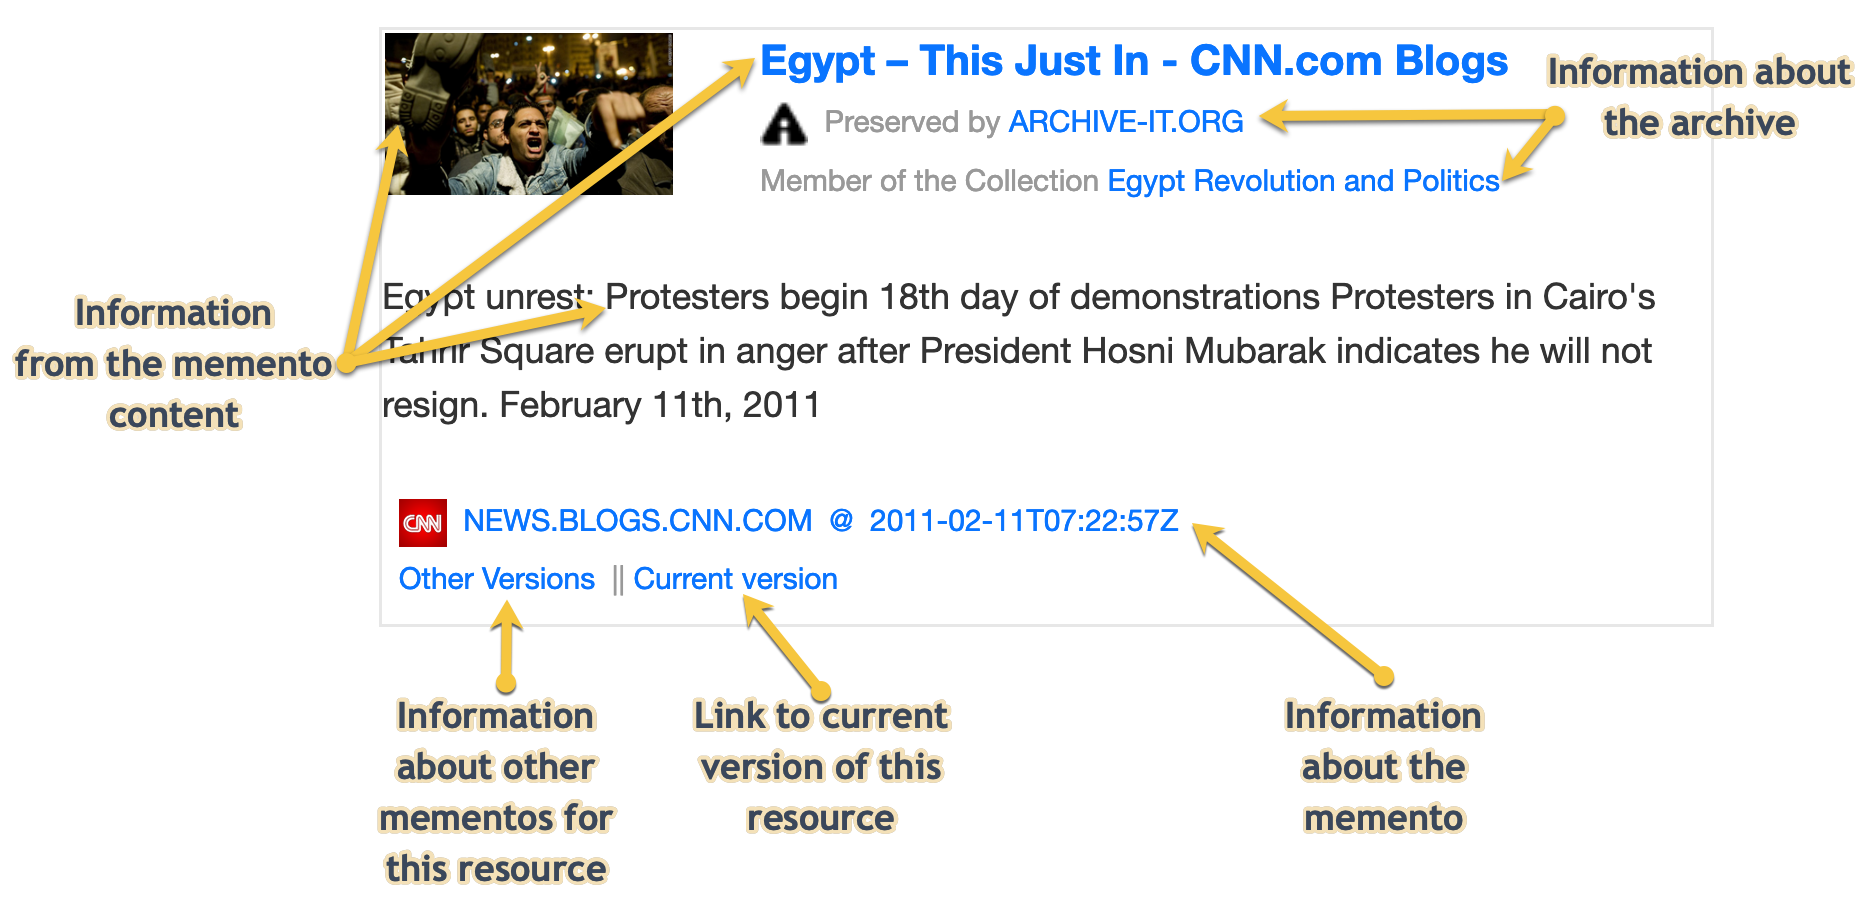 Egypt – This Just In - CNN.com Blogs
Preserved by ARCHIVE-IT.ORG
Member of the Collection Egypt Revolution and Politics
Information about
the archive
Information
from the memento
content
Egypt unrest: Protesters begin 18th day of demonstrations Protesters in Cairo's
Tahrir Square erupt in anger after President Hosni Mubarak indicates he will not
resign. February 11th, 2011
CNN NEWS.BLOGS.CNN.COM @ 2011-02-11T07:22:57Z
Other Versions || Current version
Information
about other
mementos for
this resource
Link to current
version of this
resource
Information
about the
memento